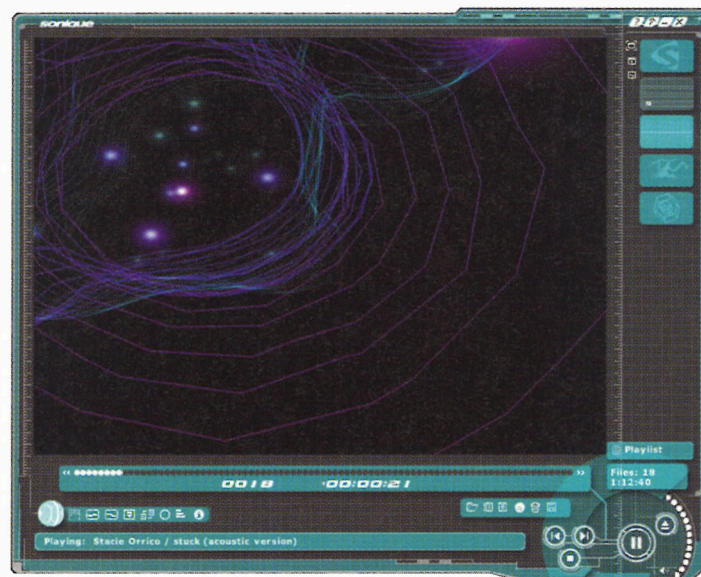 sonique
Playlist
Files: 18
1:12:40
0018 -00:00:21
Playing: Stacie Orrico / stuck (acoustic version)